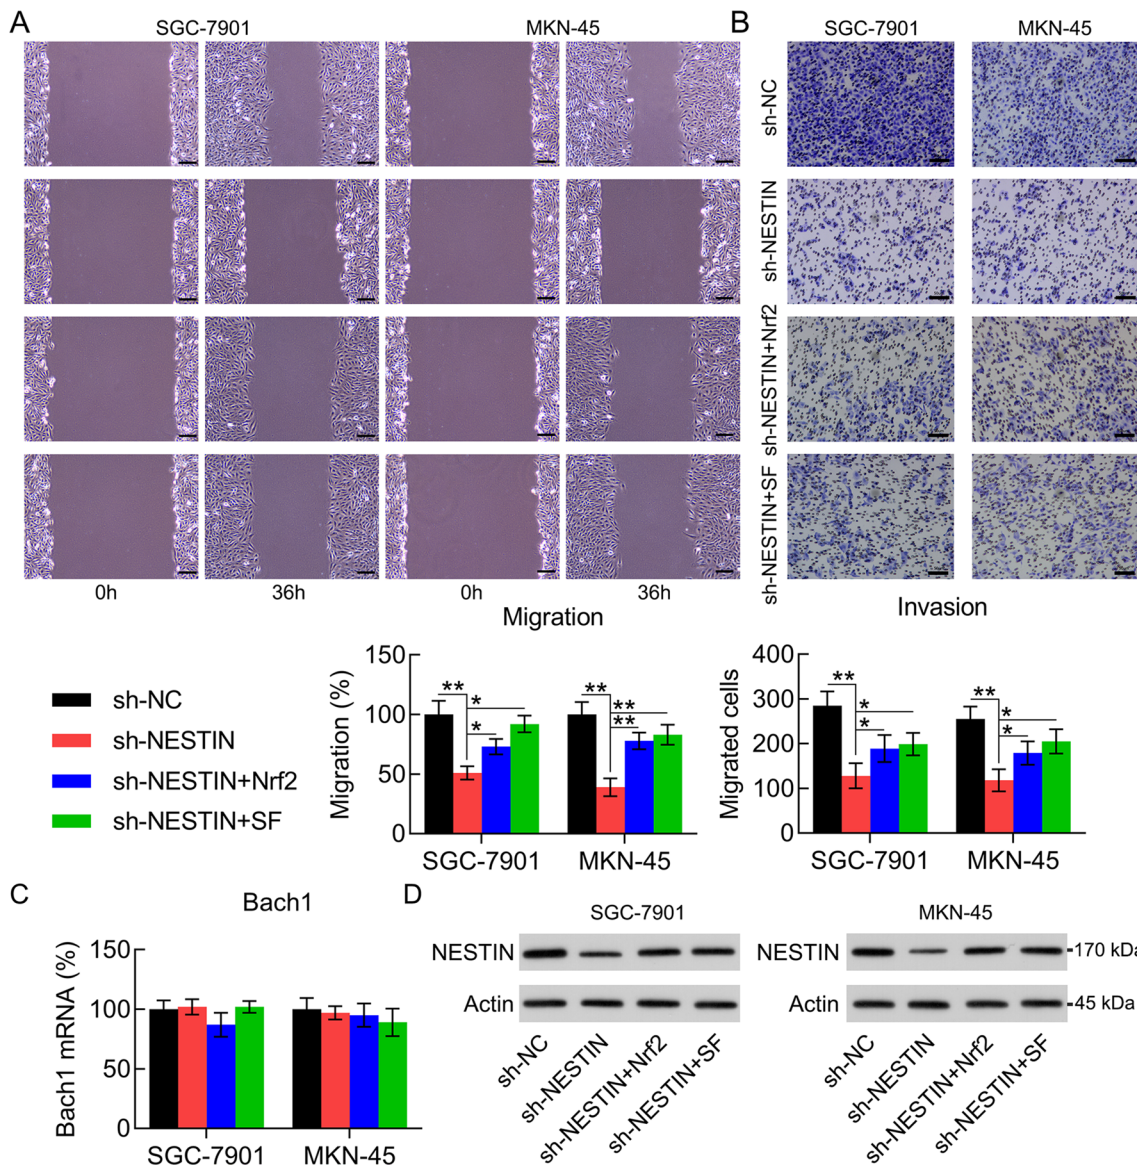 A
SGC-7901
MKN-45
B
SGC-7901
MKN-45
sh-NC
sh-NESTIN
sh-NESTIN+Nrf2
sh-NESTIN+SF
0h
36h
0h
36h
Migration
Invasion
sh-NC
sh-NESTIN
sh-NESTIN+Nrf2
sh-NESTIN+SF
Migration (%)
150
100
50
0
**
*
*
**
**
**
SGC-7901
MKN-45
Migrated cells
400
300
200
100
0
**
*
*
**
*
*
SGC-7901
MKN-45
C
Bach1
Bach1 mRNA (%)
150
100
50
0
SGC-7901
MKN-45
D
SGC-7901
MKN-45
NESTIN
NESTIN
170 kDa
Actin
Actin
45 kDa
sh-NC
sh-NESTIN
sh-NESTIN+Nrf2
sh-NESTIN+SF
sh-NC
sh-NESTIN
sh-NESTIN+Nrf2
sh-NESTIN+SF